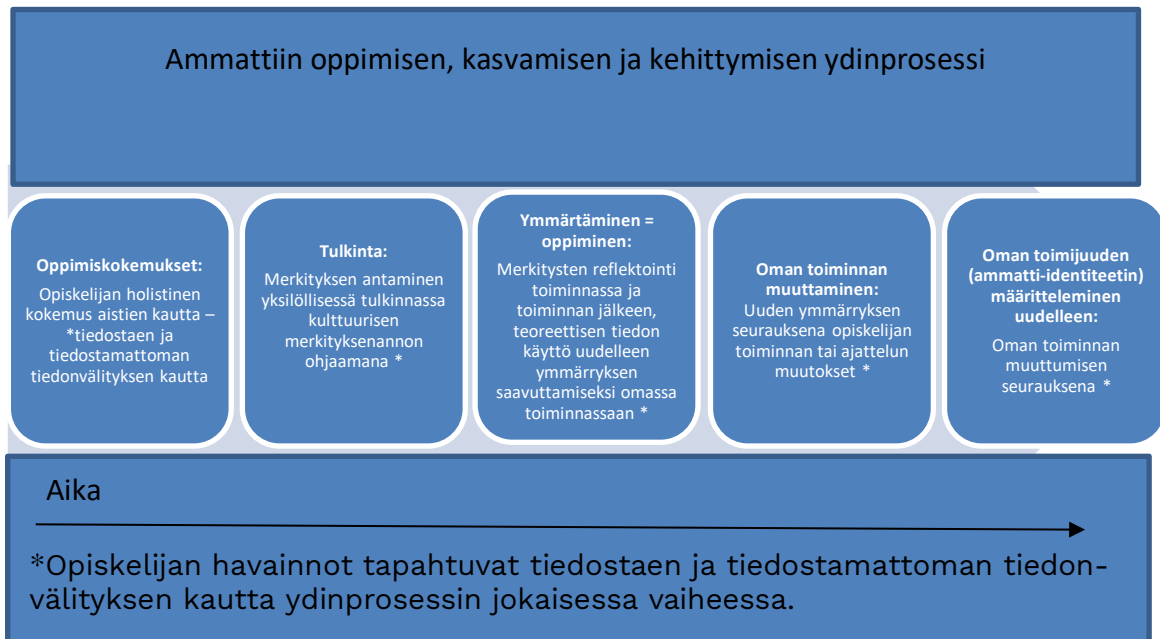 Ammattiin oppimisen, kasvamisen ja kehittymisen ydinprosessi
Oppimiskokemukset:
Opiskelijan holistinen
kokemus aistien kautta –
*tiedostaen ja
tiedostamattoman
tiedonvälityksen kautta
Tulkinta:
Merkityksen antaminen
yksilöllisessä tulkinnassa
kulttuurisen
merkityksenannon
ohjaamana *
Ymmärtäminen =
oppiminen:
Merkitysten reflektointi
toiminnassa ja
toiminnan jälkeen,
teoreettisen tiedon
käyttö uudelleen
ymmärryksen
saavuttamiseksi omassa
toiminnassaan *
Oman toiminnan
muuttaminen:
Uuden ymmärryksen
seurauksena opiskelijan
toiminnan tai ajattelun
muutokset *
Oman toimijuuden
(ammatti-identiteetin)
määritteleminen
uudelleen:
Oman toiminnan
muuttumisen
seurauksena *
Aika
*Opiskelijan havainnot tapahtuvat tiedostaen ja tiedostamattoman tiedon-
välityksen kautta ydinprosessin jokaisessa vaiheessa.